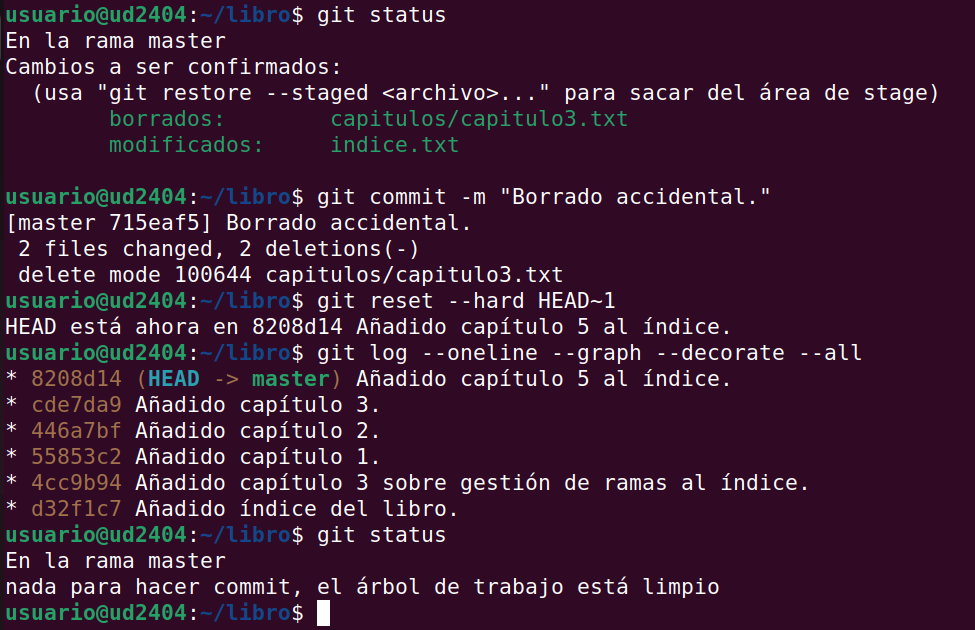 usuario@ud2404:~/libro$ git status
En la rama master
Cambios a ser confirmados:
  (usa "git restore --staged <archivo>..." para sacar del área de stage)
        borrados:        capitulos/capitulo3.txt
        modificados:     indice.txt

usuario@ud2404:~/libro$ git commit -m "Borrado accidental."
[master 715eaf5] Borrado accidental.
 2 files changed, 2 deletions(-)
 delete mode 100644 capitulos/capitulo3.txt
usuario@ud2404:~/libro$ git reset --hard HEAD~1
HEAD está ahora en 8208d14 Añadido capítulo 5 al índice.
usuario@ud2404:~/libro$ git log --oneline --graph --decorate --all
* 8208d14 (HEAD -> master) Añadido capítulo 5 al índice.
* cde7da9 Añadido capítulo 3.
* 446a7bf Añadido capítulo 2.
* 55853c2 Añadido capítulo 1.
* 4cc9b94 Añadido capítulo 3 sobre gestión de ramas al índice.
* d32f1c7 Añadido índice del libro.
usuario@ud2404:~/libro$ git status
En la rama master
nada para hacer commit, el árbol de trabajo está limpio
usuario@ud2404:~/libro$